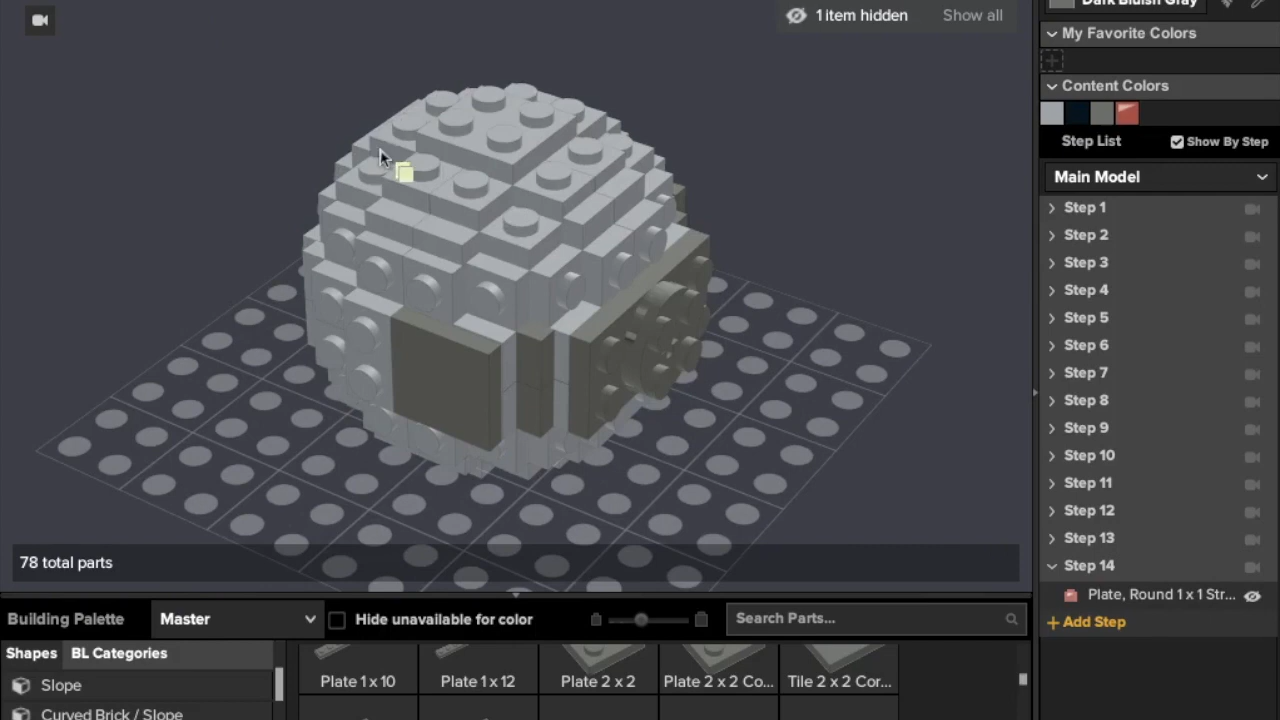 1 item hidden
Show all
Dark Bluish Gray
My Favorite Colors
Content Colors
Step List
Show By Step
Main Model
Step 1
Step 2
Step 3
Step 4
Step 5
Step 6
Step 7
Step 8
Step 9
Step 10
Step 11
Step 12
Step 13
Step 14
Plate, Round 1 x 1 Str...
+ Add Step
78 total parts
Building Palette
Master
Hide unavailable for color
Search Parts...
Shapes
BL Categories
Slope
Curved Brick / Slope
Plate 1 x 10
Plate 1 x 12
Plate 2 x 2
Plate 2 x 2 Co...
Tile 2 x 2 Cor...